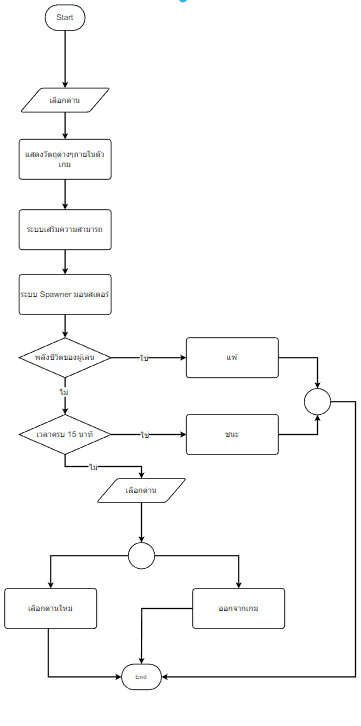 Start
เลือกด่าน
แสดงวัตถุต่างๆภายในตัว
เกม
ระบบเสริมความสามารถ
ระบบ Spawner มอนสเตอร์
พลังชีวิตของผู้เล่น
ใช่
แพ้
ไม่
เวลาครบ 15 นาที
ใช่
ชนะ
ไม่
เลือกด่าน
เลือกด่านใหม่
ออกจากเกม
End